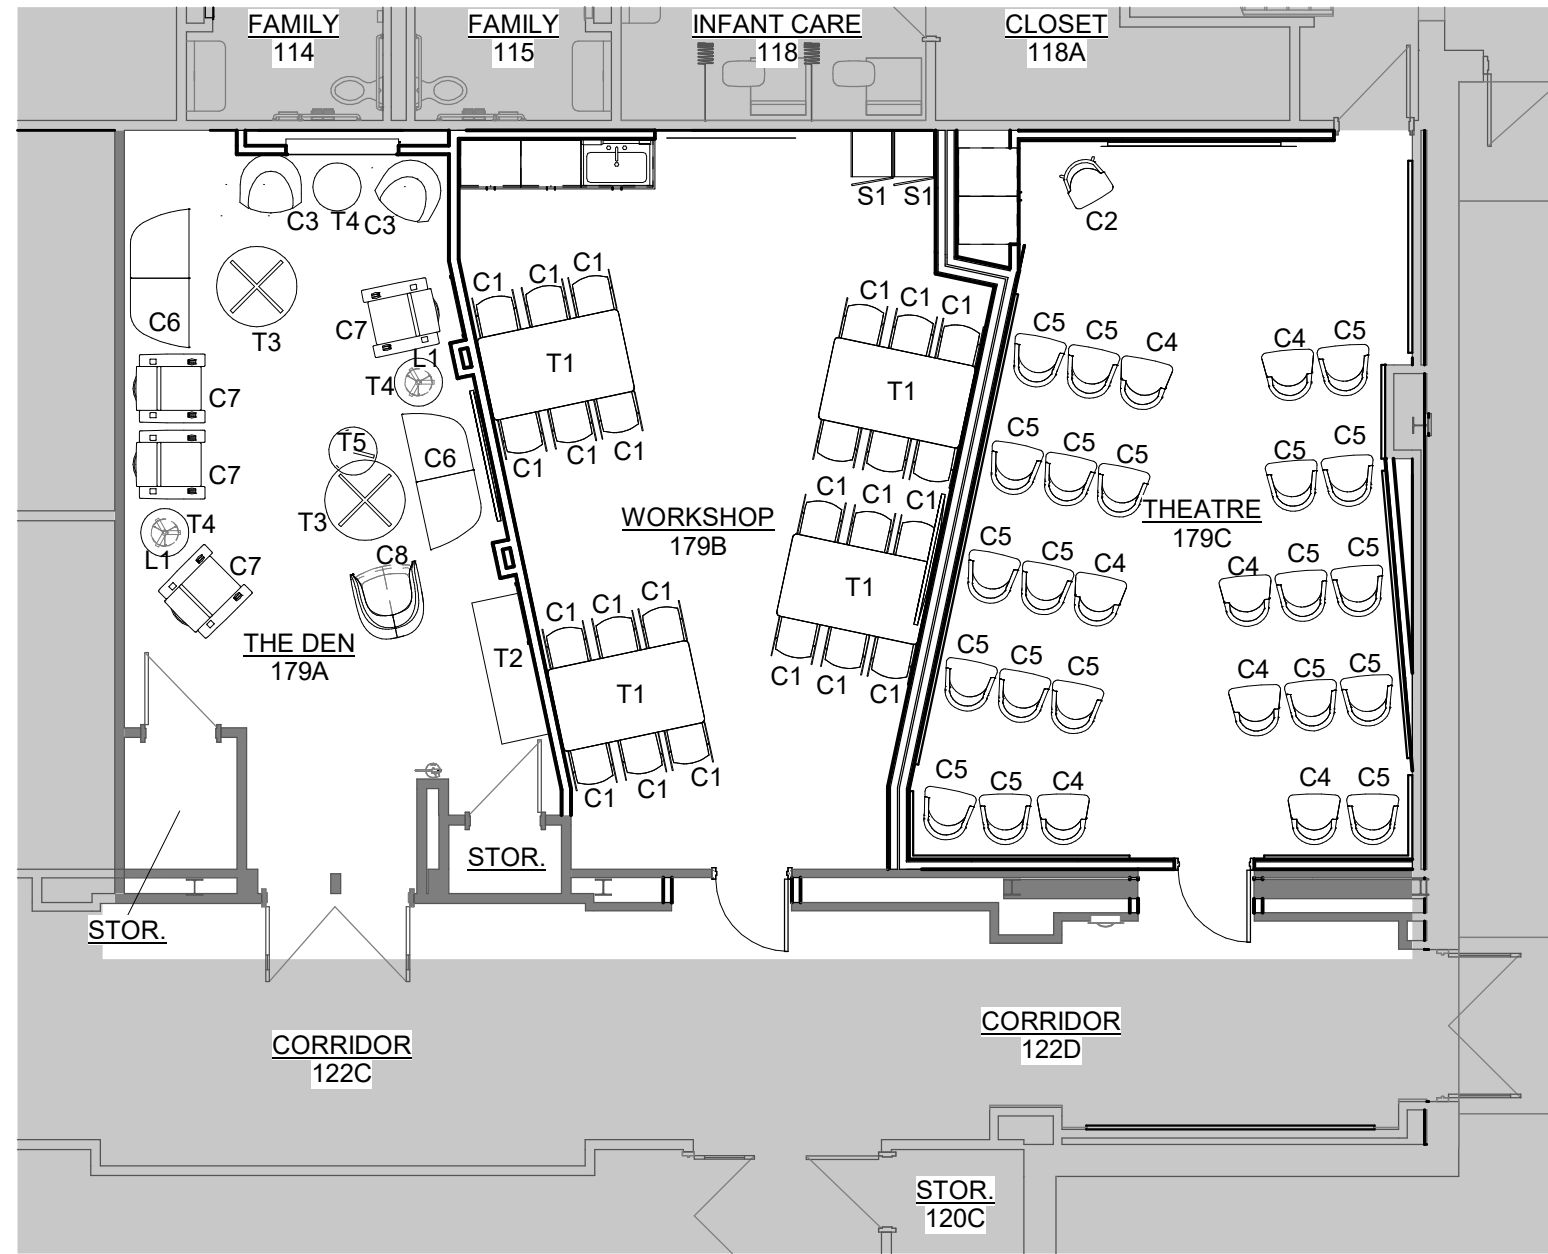 FAMILY
114
FAMILY
115
INFANT CARE
118
CLOSET
118A
C3
T4
C3
C6
T3
C7
L1
T4
C7
C7
T5
C6
T3
T4
L1
C7
C8
THE DEN
179A
T2
STOR.
STOR.
S1
S1
C1
C1
C1
T1
C1
C1
C1
C1
C1
C1
T1
C1
C1
C1
C1
C1
C1
WORKSHOP
179B
T1
C1
C1
C1
C1
C1
C1
T1
C1
C1
C1
C2
C5
C5
C4
C4
C5
C5
C5
C5
C5
C5
THEATRE
179C
C5
C5
C4
C4
C5
C5
C5
C5
C5
C4
C5
C5
C5
C5
C4
C4
C5
CORRIDOR
122C
CORRIDOR
122D
STOR.
120C